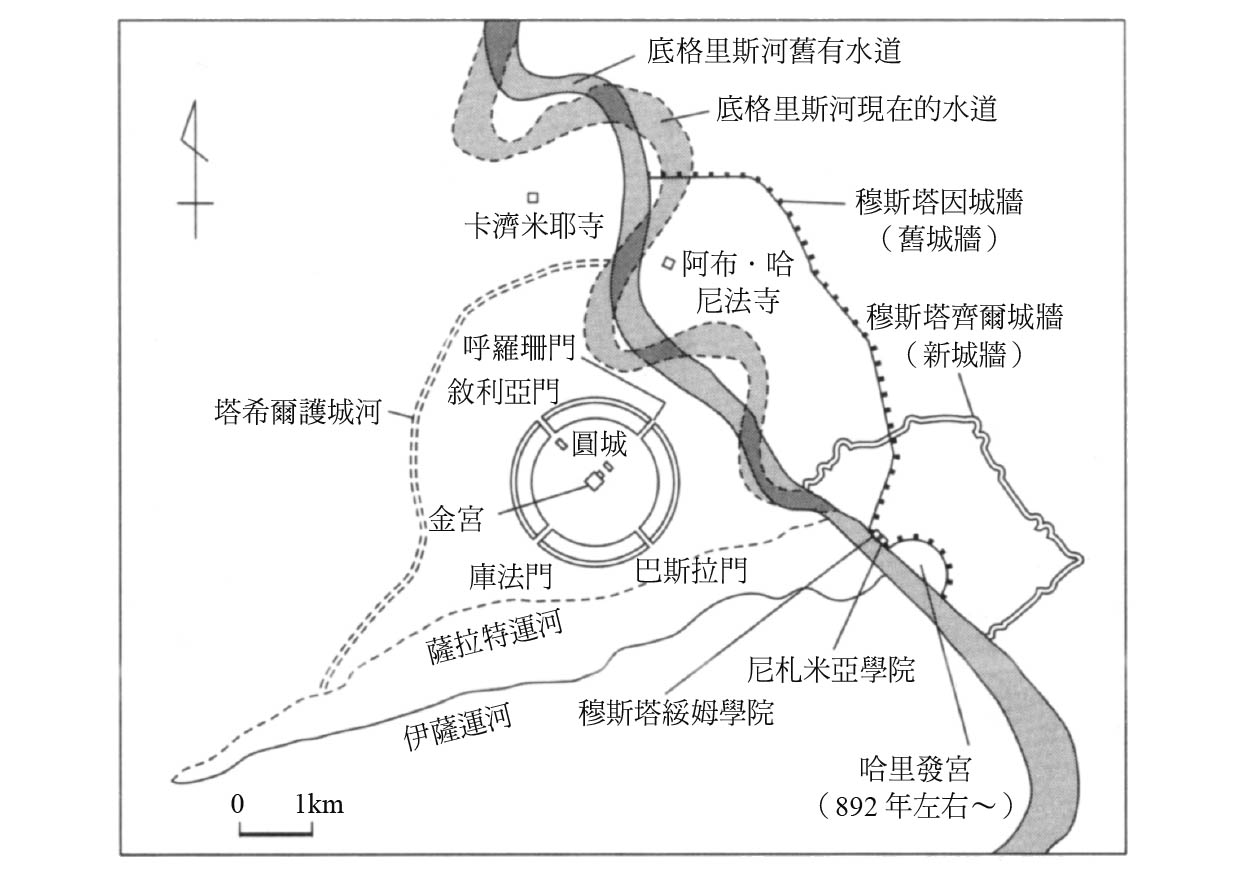 底格里斯河舊有水道
底格里斯河現在的水道
穆斯塔因城牆
（舊城牆）
卡濟米耶寺
阿布．哈
尼法寺
穆斯塔齊爾城牆
（新城牆）
呼羅珊門
敘利亞門
塔希爾護城河
圓城
金宮
庫法門
巴斯拉門
薩拉特運河
尼札米亞學院
穆斯塔綏姆學院
伊薩運河
哈里發宮
（892 年左右～）
0 1km